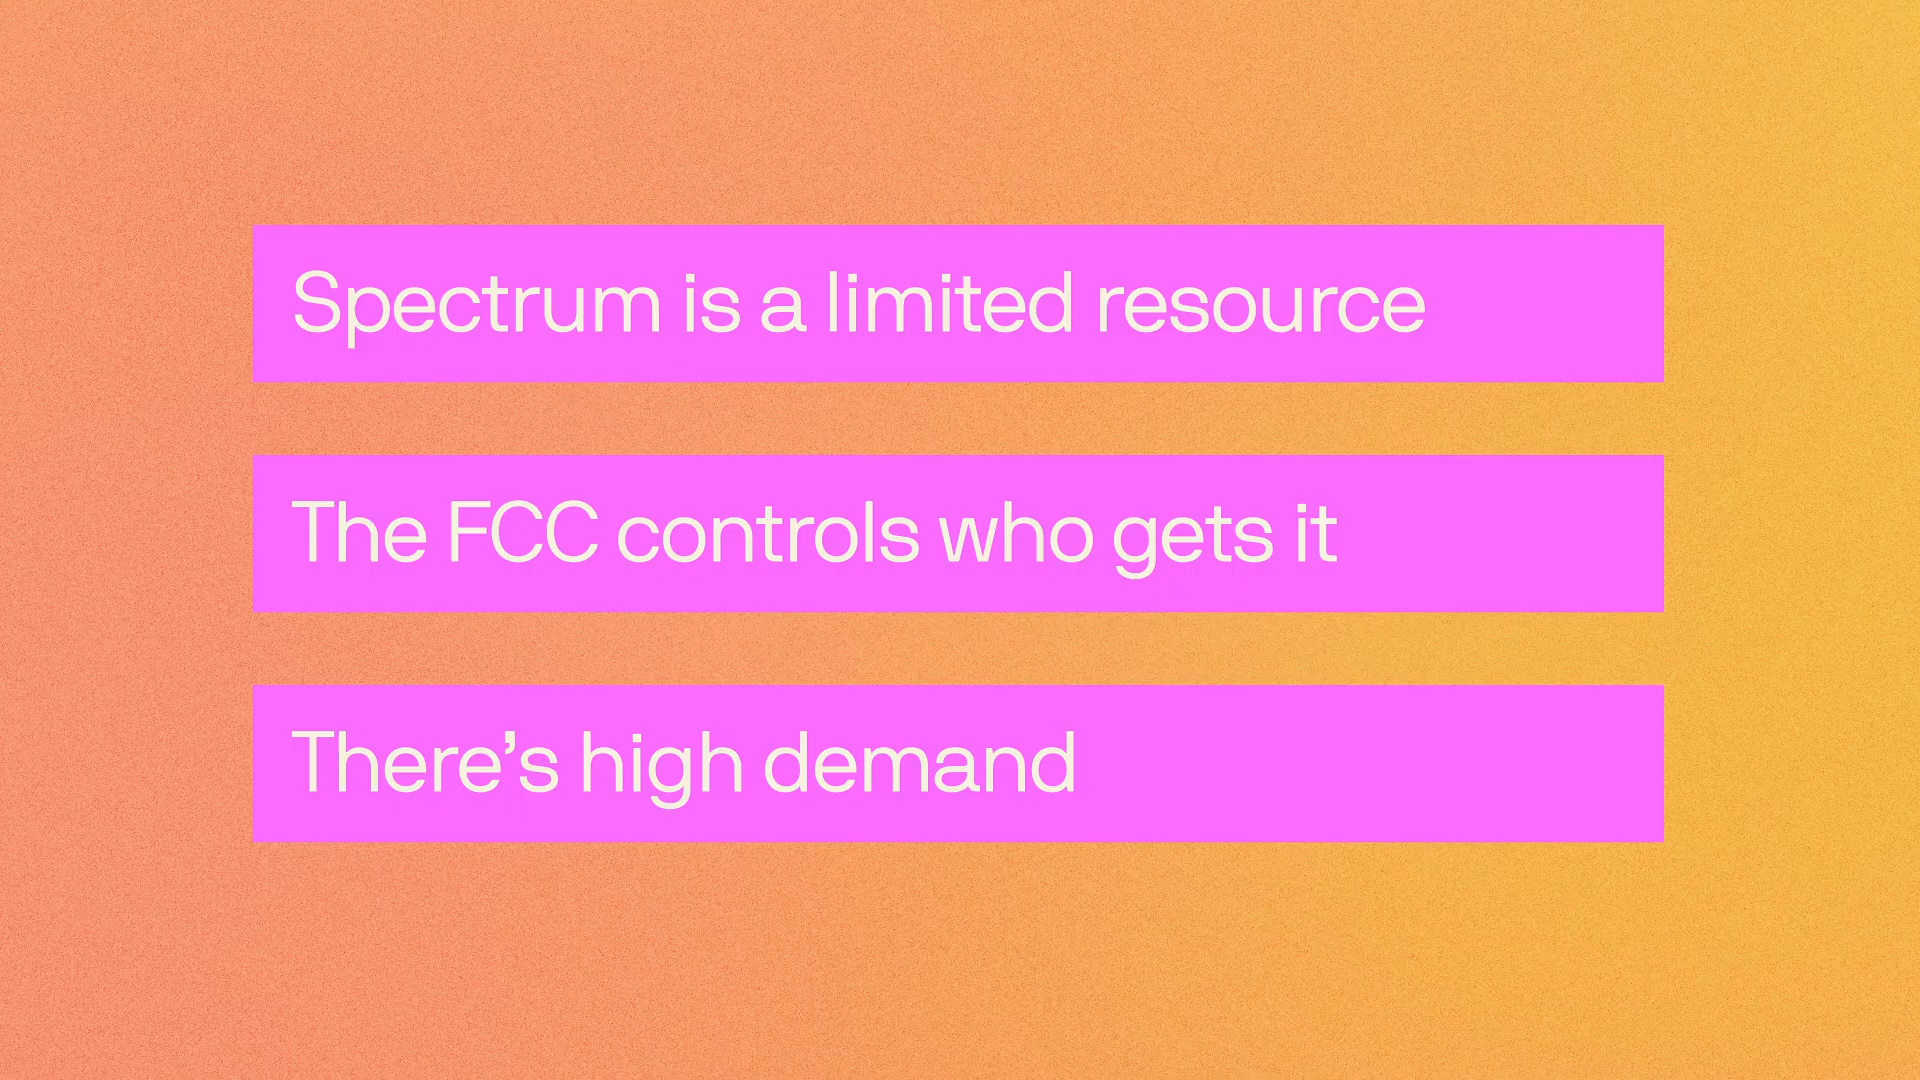 Spectrum is a limited resource
The FCC controls who gets it
There’s high demand